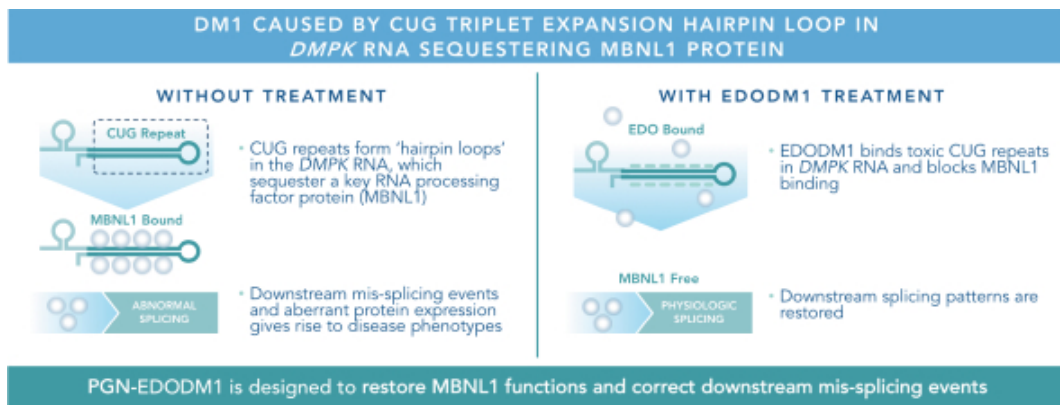 DM1 CAUSED BY CUG TRIPLET EXPANSION HAIRPIN LOOP IN
DMPK RNA SEQUESTERING MBNL1 PROTEIN
WITHOUT TREATMENT
CUG Repeat
• CUG repeats form ‘hairpin loops’
in the DMPK RNA, which
sequester a key RNA processing
factor protein (MBNL1)
MBNL1 Bound
ABNORMAL
SPLICING
• Downstream mis-splicing events
and aberrant protein expression
gives rise to disease phenotypes
WITH EDODM1 TREATMENT
EDO Bound
• EDODM1 binds toxic CUG repeats
in DMPK RNA and blocks MBNL1
binding
MBNL1 Free
PHYSIOLOGIC
SPLICING
• Downstream splicing patterns are
restored
PGN-EDODM1 is designed to restore MBNL1 functions and correct downstream mis-splicing events